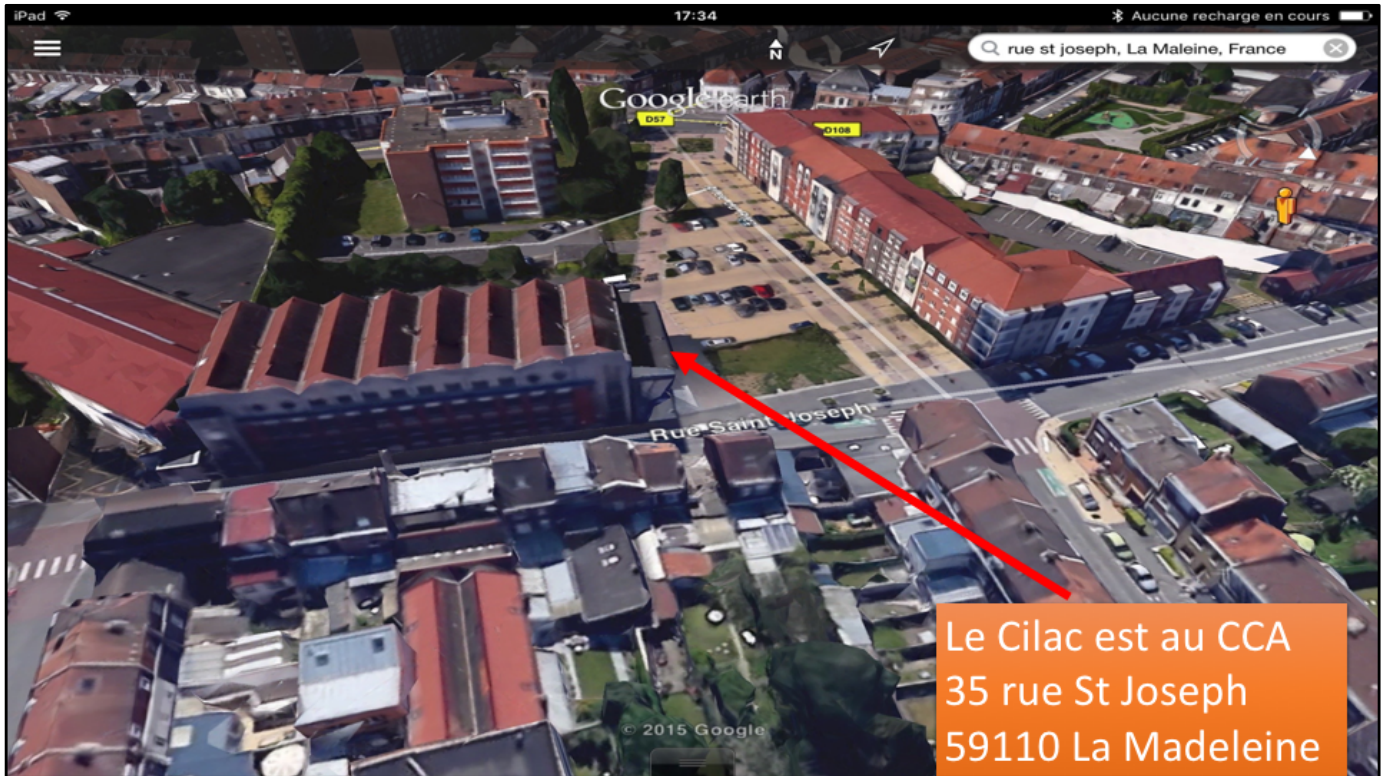 iPad 17:34 Aucune recharge en cours
N rue st joseph, La Maleine, France
Google earth
D57 D108
Rue Saint Joseph
Le Cilac est au CCA
35 rue St Joseph
59110 La Madeleine
© 2015 Google